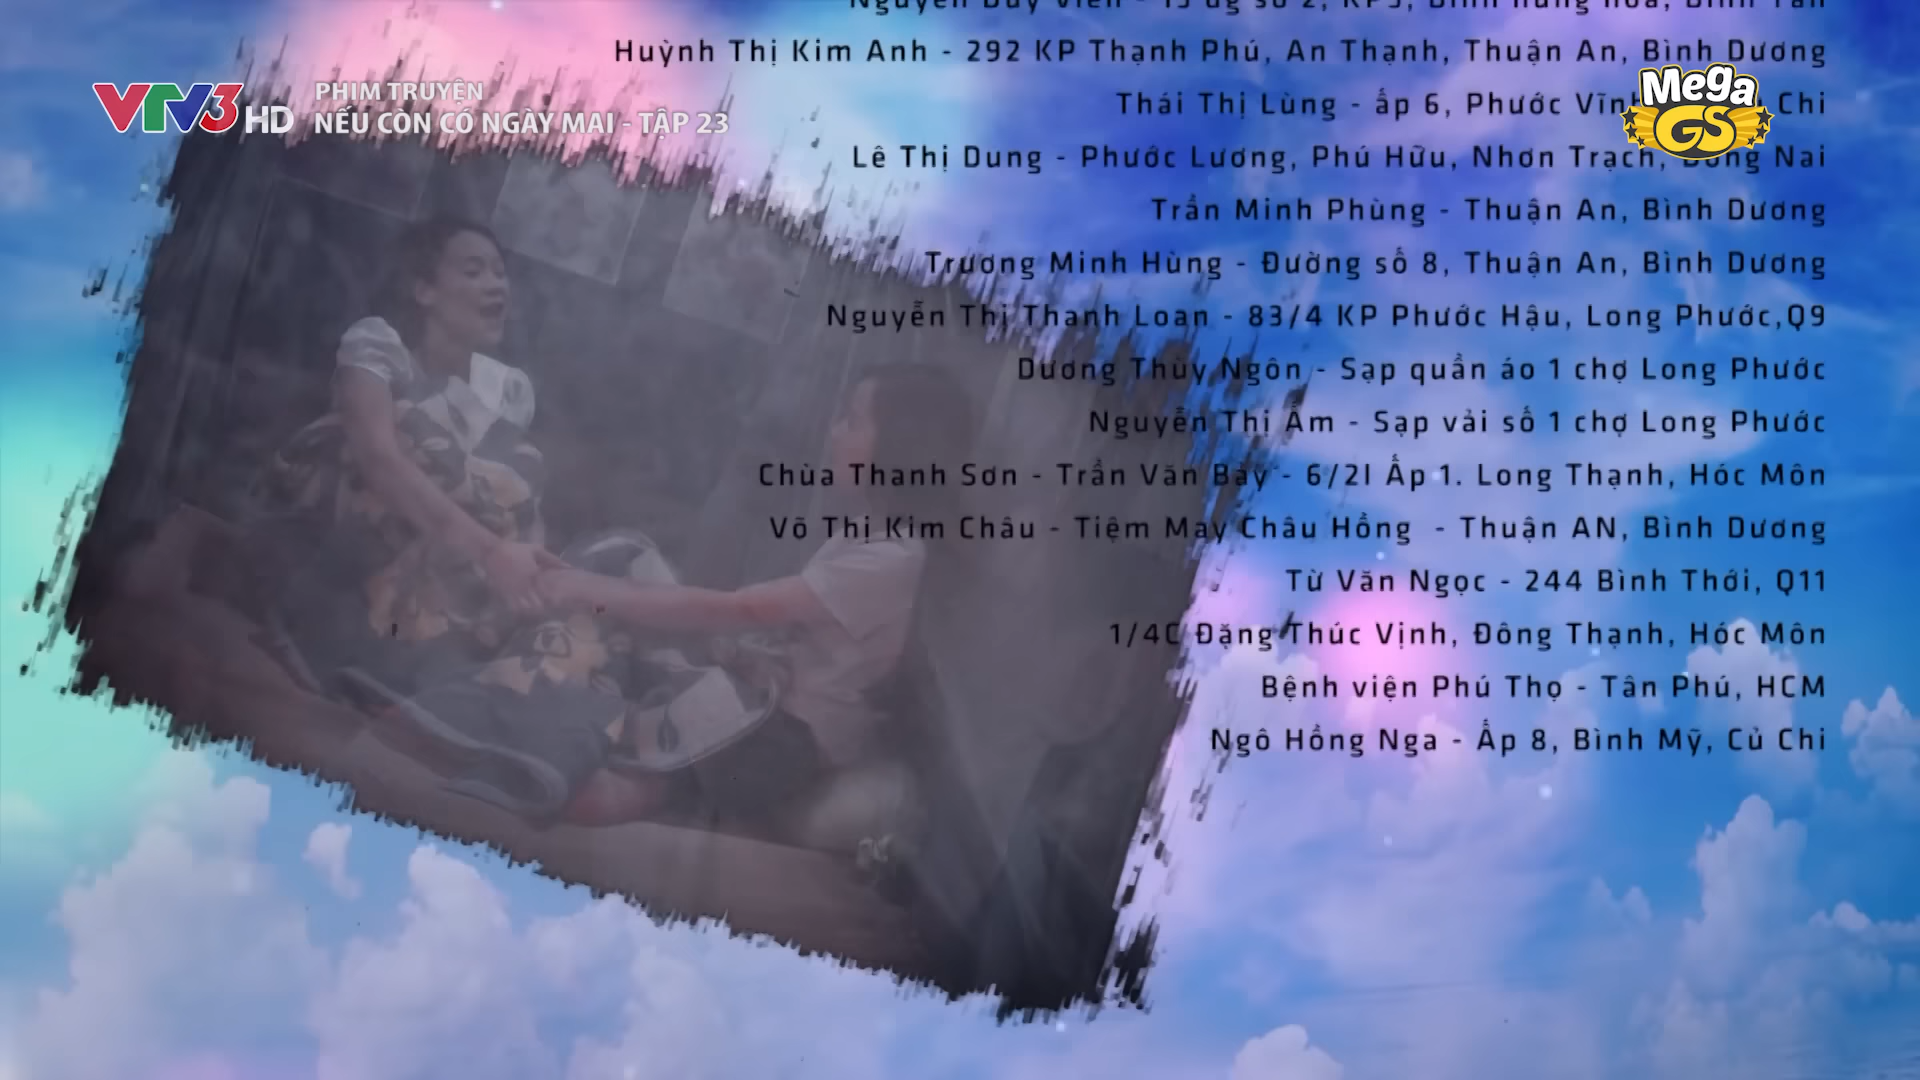 Huỳnh Thị Kim Anh - 292 KP Thạnh Phú, An Thạnh, Thuận An, Bình Dương
VTV3 HD
PHIM TRUYỆN
NẾU CÒN CÓ NGÀY MAI - TẬP 23
Mega GS
Thái Thị Lùng - ấp 6, Phước Chi
Lê Thị Dung - Phước Lương, Phú Hữu, Nhơn Trạch, Đồng Nai
Trần Minh Phùng - Thuận An, Bình Dương
Trương Minh Hùng - Đường số 8, Thuận An, Bình Dương
Nguyễn Thị Thanh Loan - 83/4 KP Phước Hậu, Long Phước,Q9
Dương Thùy Ngôn - Sạp quần áo 1 chợ Long Phước
Nguyễn Thị Ấm - Sạp vải số 1 chợ Long Phước
Chùa Thanh Sơn - Trần Văn Bảy - 6/2I Ấp 1. Long Thạnh, Hóc Môn
Võ Thị Kim Châu - Tiệm May Châu Hồng - Thuận AN, Bình Dương
Từ Văn Ngọc - 244 Bình Thới, Q11
1/4C Đặng Thúc Vịnh, Đông Thạnh, Hóc Môn
Bệnh viện Phú Thọ - Tân Phú, HCM
Ngô Hồng Nga - Ấp 8, Bình Mỹ, Củ Chi